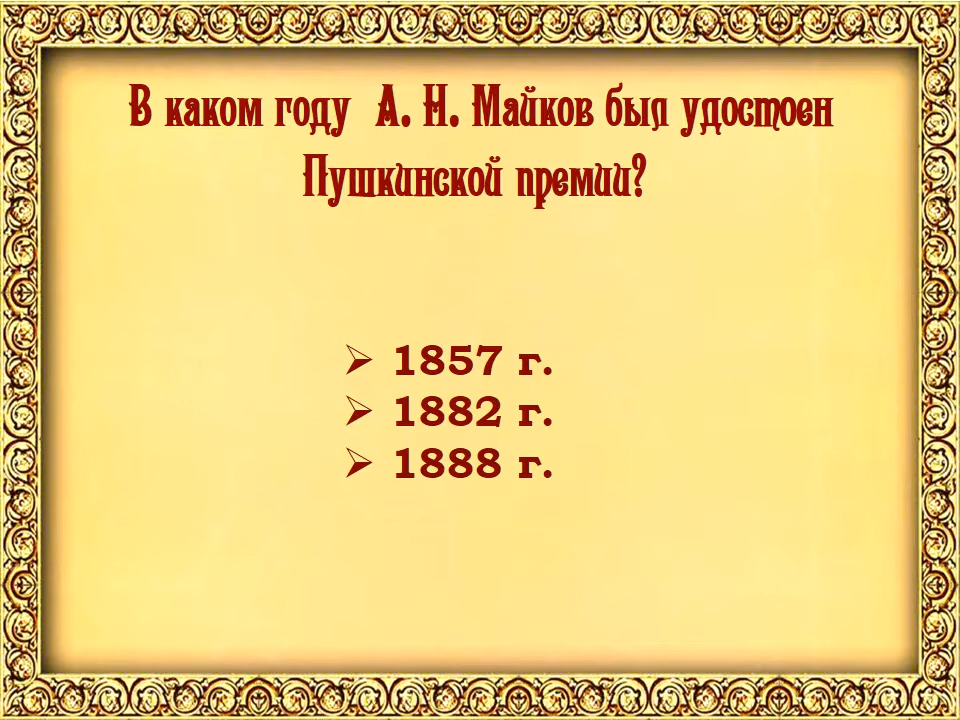 В каком году А. Н. Майков был удостоен
Пушкинской премии?
➢ 1857 г.
➢ 1882 г.
➢ 1888 г.